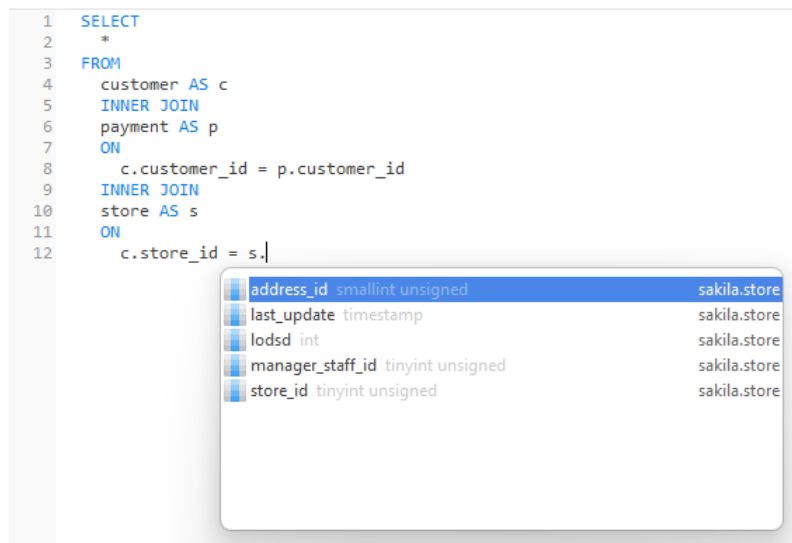 1 SELECT
2 *
3 FROM
4 customer AS c
5 INNER JOIN
6 payment AS p
7 ON
8 c.customer_id = p.customer_id
9 INNER JOIN
10 store AS s
11 ON
12 c.store_id = s.
address_id smallint unsigned sakila.store
last_update timestamp sakila.store
lodsd int sakila.store
manager_staff_id tinyint unsigned sakila.store
store_id tinyint unsigned sakila.store